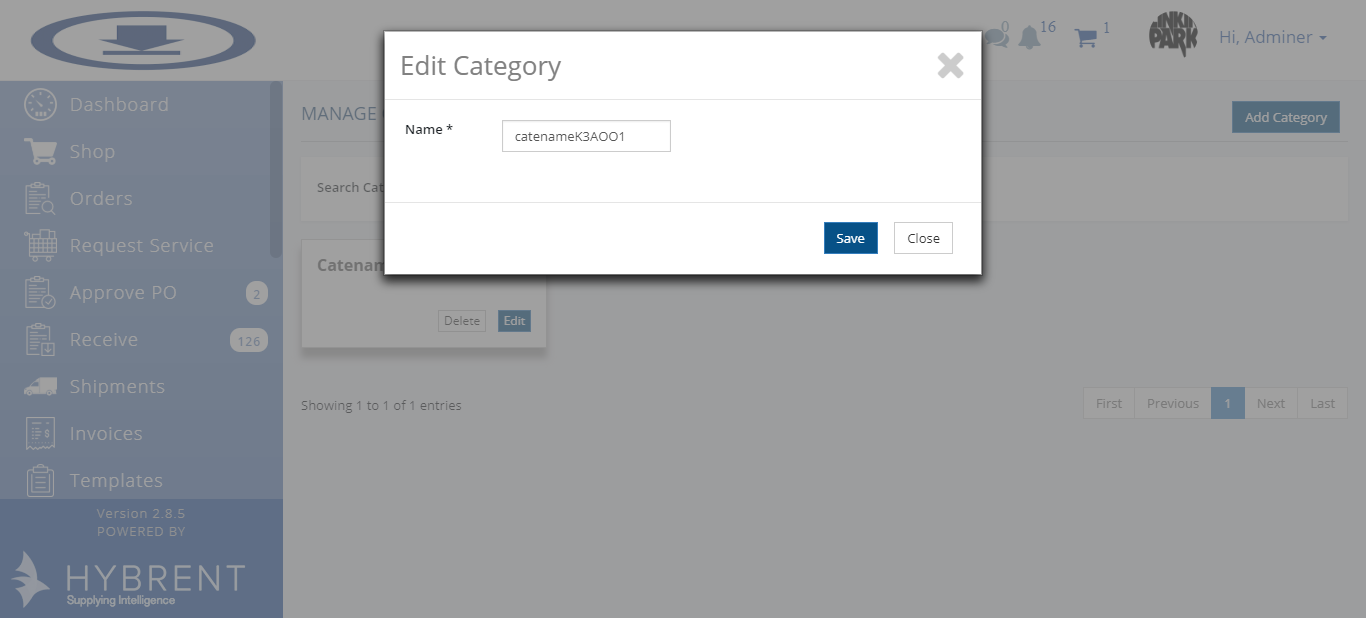 Edit Category
Name *
catenameK3AOO1
Save
Close
0
16
1
Hi, Adminer
Dashboard
Shop
Orders
Request Service
Approve PO
2
Receive
126
Shipments
Invoices
Templates
Version 2.8.5
POWERED BY
HYBRENT
Supplying Intelligence
MANAGE
Add Category
Search Cat
Catenam
Delete
Edit
Showing 1 to 1 of 1 entries
First
Previous
1
Next
Last
PARK